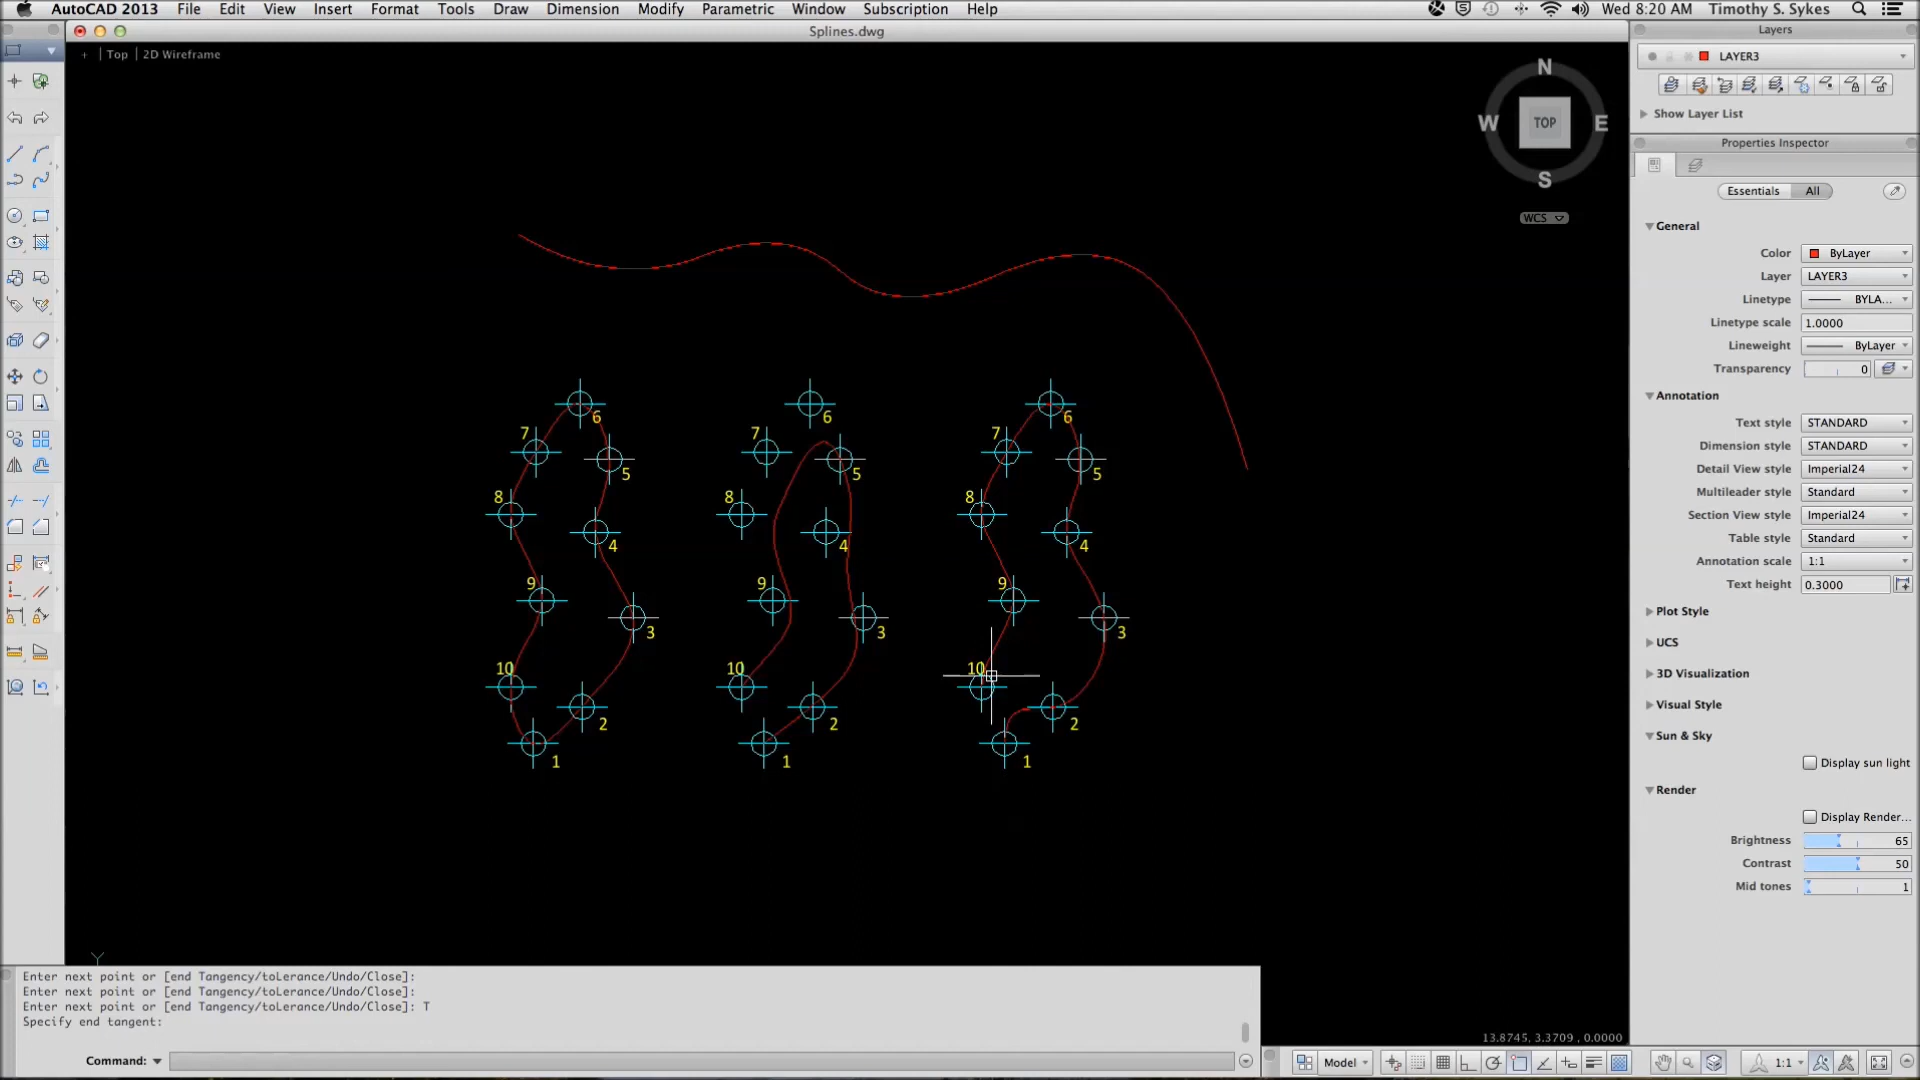 AutoCAD 2013 File Edit View Insert Format Tools Draw Dimension Modify Parametric Window Subscription Help Wed 8:20 AM Timothy S. Sykes
Splines.dwg
+ | Top | 2D Wireframe
N
W TOP E
S
WCS
6
7
5
8
4
9
3
10
2
1
6
7
5
8
4
9
3
10
2
1
6
7
5
8
4
9
3
10
2
1
Y
Layers
LAYER3
Show Layer List
Properties Inspector
Essentials All
General
Color ByLayer
Layer LAYER3
Linetype BYLA...
Linetype scale 1.0000
Lineweight ByLayer
Transparency 0
Annotation
Text style STANDARD
Dimension style STANDARD
Detail View style Imperial24
Multileader style Standard
Section View style Imperial24
Table style Standard
Annotation scale 1:1
Text height 0.3000
Plot Style
UCS
3D Visualization
Visual Style
Sun & Sky
Display sun light
Render
Display Render...
Brightness 65
Contrast 50
Mid tones 1
Enter next point or [end Tangency/toLerance/Undo/Close]:
Enter next point or [end Tangency/toLerance/Undo/Close]:
Enter next point or [end Tangency/toLerance/Undo/Close]: T
Specify end tangent:
Command:
13.8745, 3.3709 , 0.0000
Model 1:1